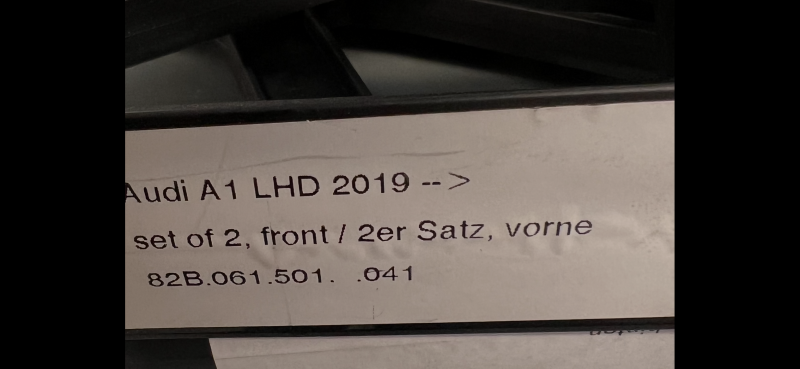 Audi A1 LHD 2019 -->
set of 2, front / 2er Satz, vorne
82B.061.501. .041